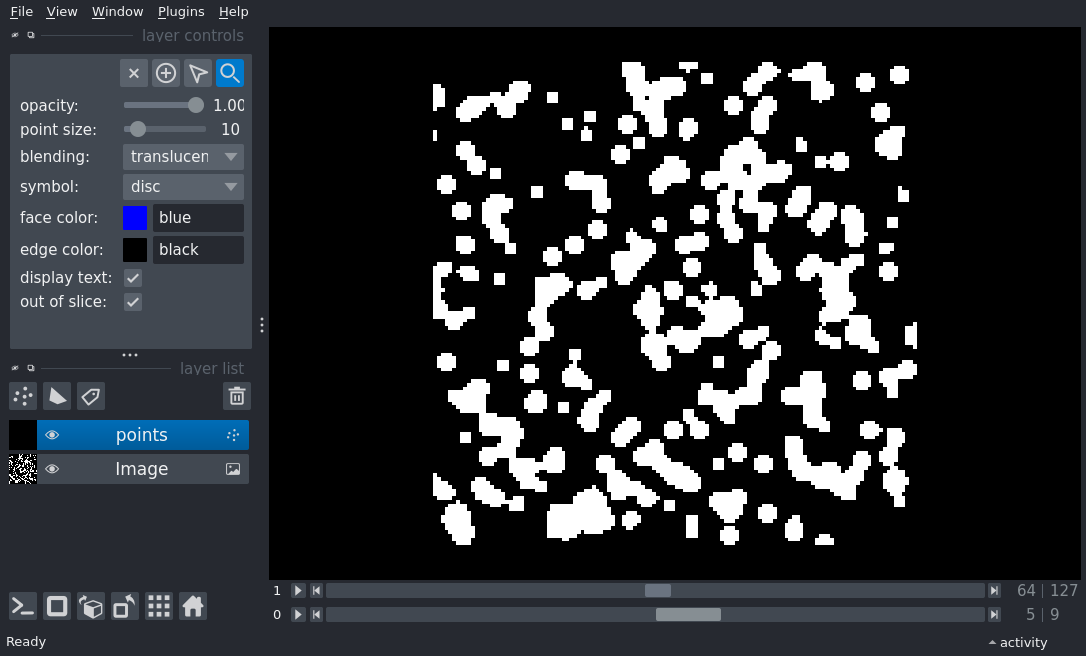 File View Window Plugins Help
layer controls
opacity: 1.00
point size: 10
blending: translucen
symbol: disc
face color: blue
edge color: black
display text:
out of slice:
layer list
points
Image
1 64 127
0 5 9
Ready activity